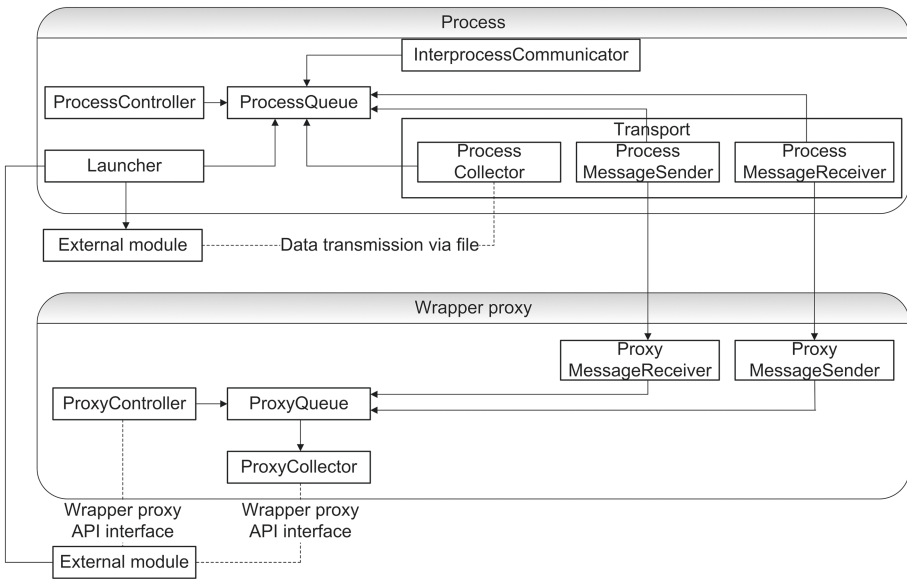 Process
InterprocessCommunicator
ProcessController
ProcessQueue
Transport
Launcher
Process
Collector
Process
MessageSender
Process
MessageReceiver
External module
Data transmission via file
Wrapper proxy
Proxy
MessageReceiver
Proxy
MessageSender
ProxyController
ProxyQueue
ProxyCollector
Wrapper proxy
API interface
Wrapper proxy
API interface
External module